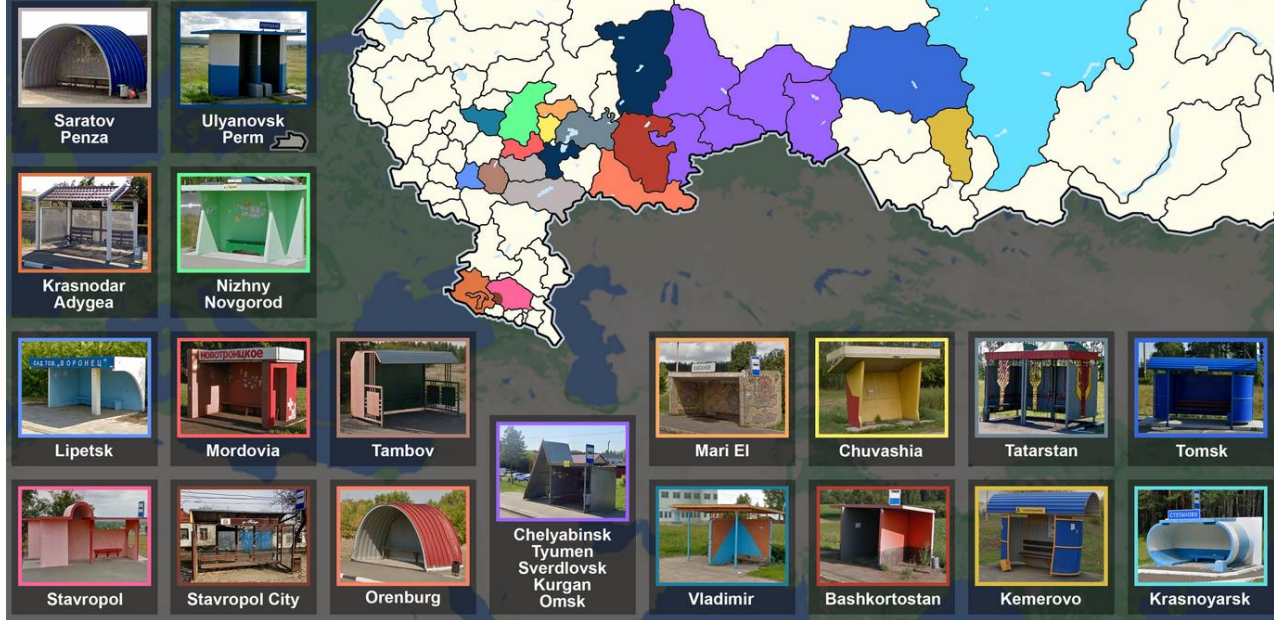 Saratov
Penza
Ulyanovsk
Perm
Krasnodar
Adygea
Nizhny
Novgorod
САД ТОВ. „ВОРОНЕЦ"
Lipetsk
НОВОТРОИЦКОЕ
Mordovia
Tambov
Mari El
Chuvashia
Tatarstan
Tomsk
Stavropol
Stavropol City
Orenburg
Chelyabinsk
Tyumen
Sverdlovsk
Kurgan
Omsk
Vladimir
Bashkortostan
Kemerovo
СТЕПАНОВО
Krasnoyarsk